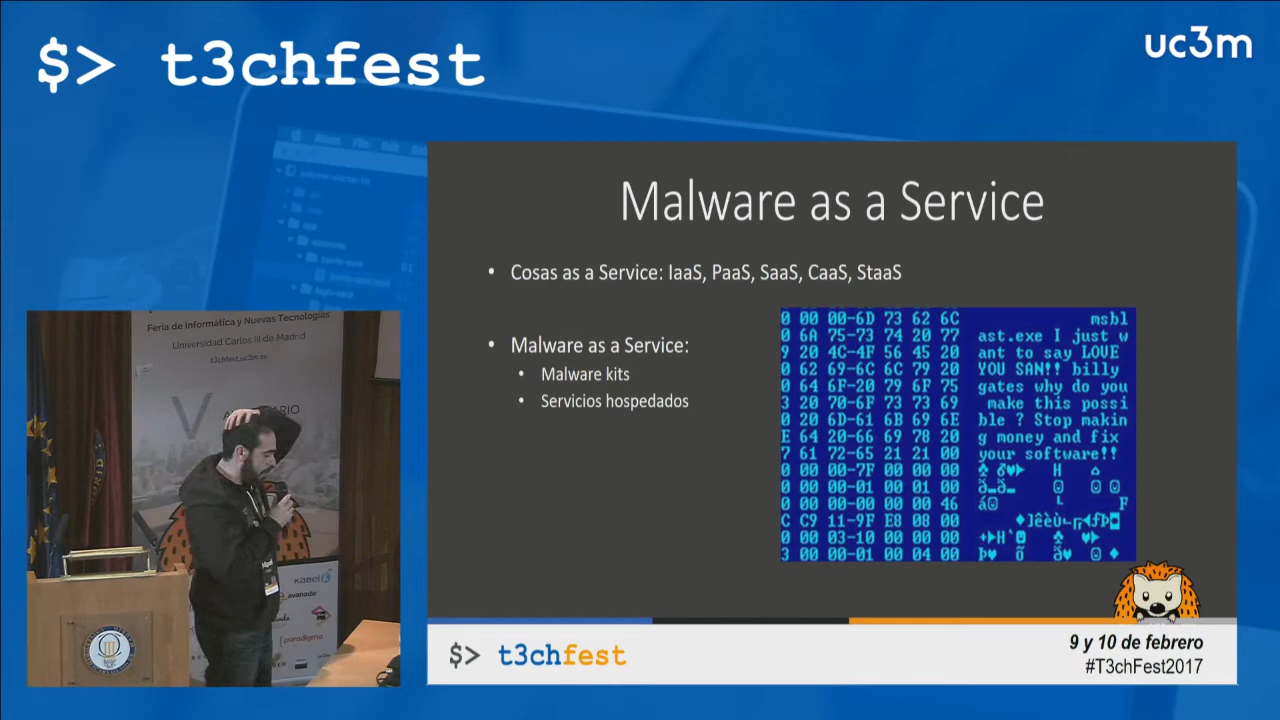 $> t3chfest
uc3m
Malware as a Service
• Cosas as a Service: IaaS, PaaS, SaaS, CaaS, StaaS
• Malware as a Service:
• Malware kits
• Servicios hospedados
0 00 00-6D 73 62 6C msbl
0 6A 75-73 74 20 77 ast.exe I just w
9 20 4C-4F 56 45 20 ant to say LOVE
0 62 69-6C 6C 79 20 YOU SAN!! billy
0 64 6F-20 79 6F 75 gates why do you
3 20 70-6F 73 73 69 make this possi
0 20 6D-61 6B 69 6E ble ? Stop makin
E 64 20-66 69 78 20 g money and fix
7 61 72-65 21 21 00 your software!!
0 00 00-7F 00 00 00
0 00 00-01 00 01 00
0 00 00-00 00 00 46
C C9 11-9F E8 08 00
0 00 03-10 00 00 00
3 00 00-01 00 04 00
$> t3chfest
9 y 10 de febrero
#T3chFest2017
Feria de Informática y Nuevas Tecnologías
Universidad Carlos III de Madrid
t3chfest.uc3m.es
V
Kabel
avanade
paradigma